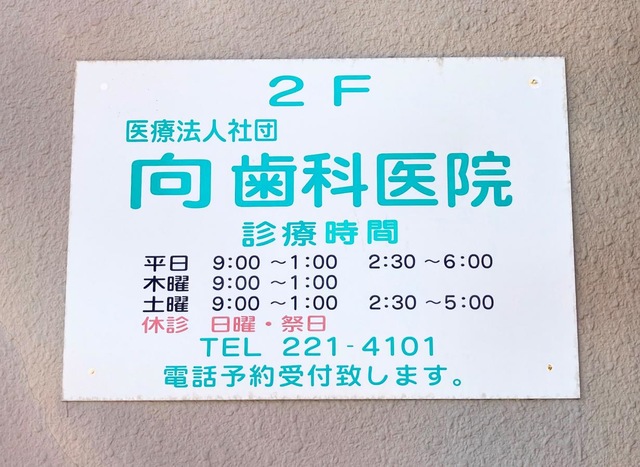 2F
医療法人社団
向歯科医院
診療時間
平日 9:00 ～1:00 2:30 ～6:00
木曜 9:00 ～1:00
土曜 9:00 ～1:00 2:30 ～5:00
休診 日曜・祭日
TEL 221-4101
電話予約受付致します。